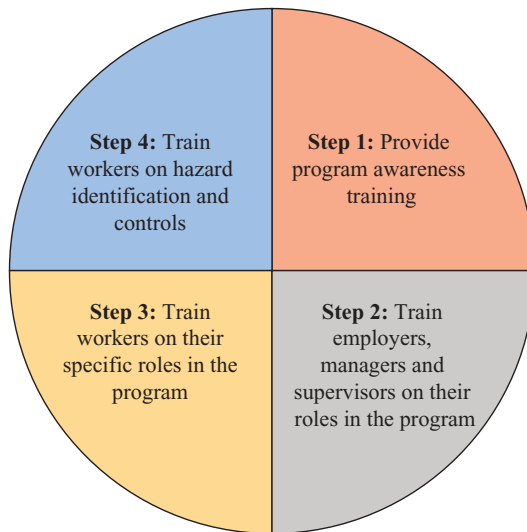 Step 4: Train
workers on hazard
identification and
controls
Step 1: Provide
program awareness
training
Step 3: Train
workers on their
specific roles in the
program
Step 2: Train
employers,
managers and
supervisors on their
roles in the program